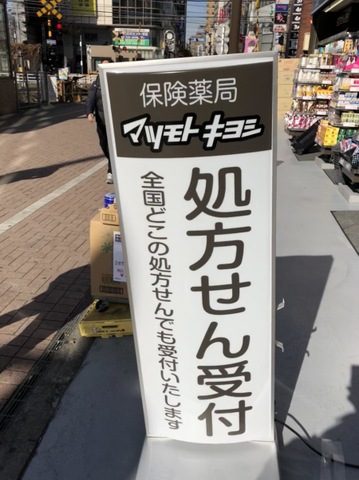 保険薬局
マツモトキヨシ
処方せん受付
全国どこの処方せんでも受付いたします